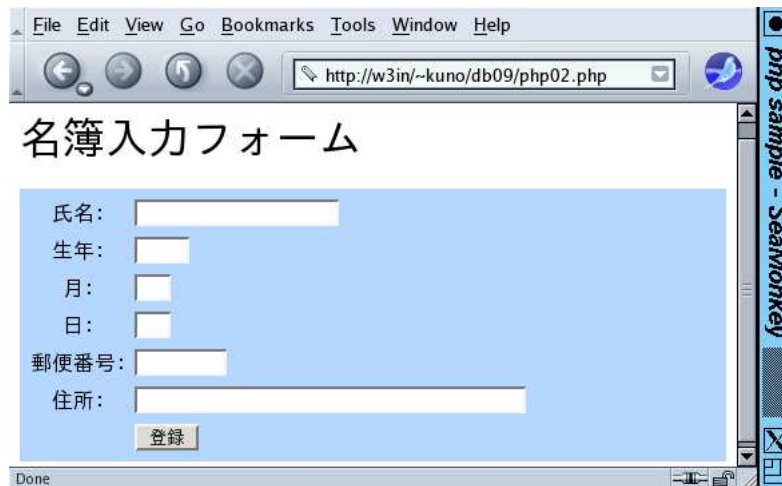 File Edit View Go Bookmarks Tools Window Help
http://w3in/~kuno/db09/php02.php
php sample - SeaMonkey
名簿入力フォーム
氏名:
生年:
月:
日:
郵便番号:
住所:
登録
Done